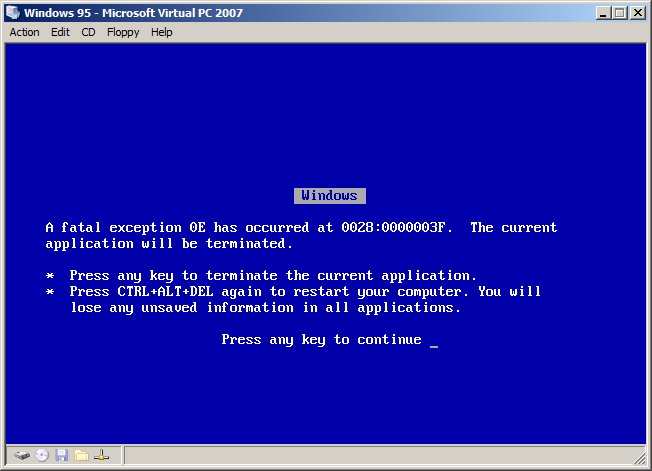 Windows 95 - Microsoft Virtual PC 2007
Action Edit CD Floppy Help
Windows
A fatal exception 0E has occurred at 0028:0000003F. The current
application will be terminated.
* Press any key to terminate the current application.
* Press CTRL+ALT+DEL again to restart your computer. You will
lose any unsaved information in all applications.
Press any key to continue _